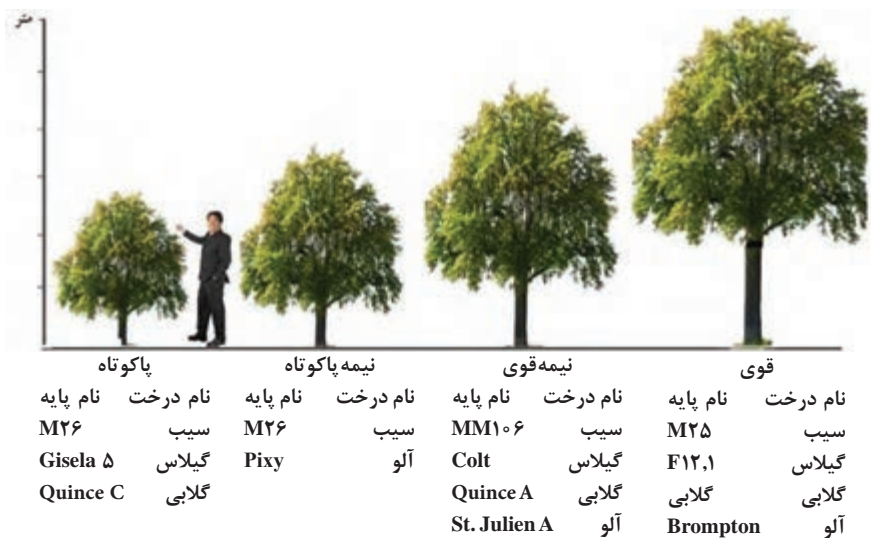 متر
قوی نیمه‌قوی نیمه‌پاکوتاه پاکوتاه
نام درخت نام پایه نام درخت نام پایه نام درخت نام پایه نام درخت نام پایه
سیب M۲۵ سیب MM۱۰۶ سیب M۲۶ سیب M۲۶
گیلاس F۱۲,۱ گیلاس Colt آلو Pixy گیلاس Gisela ۵
گلابی گلابی گلابی Quince A گلابی Quince C
آلو Brompton آلو St. Julien A